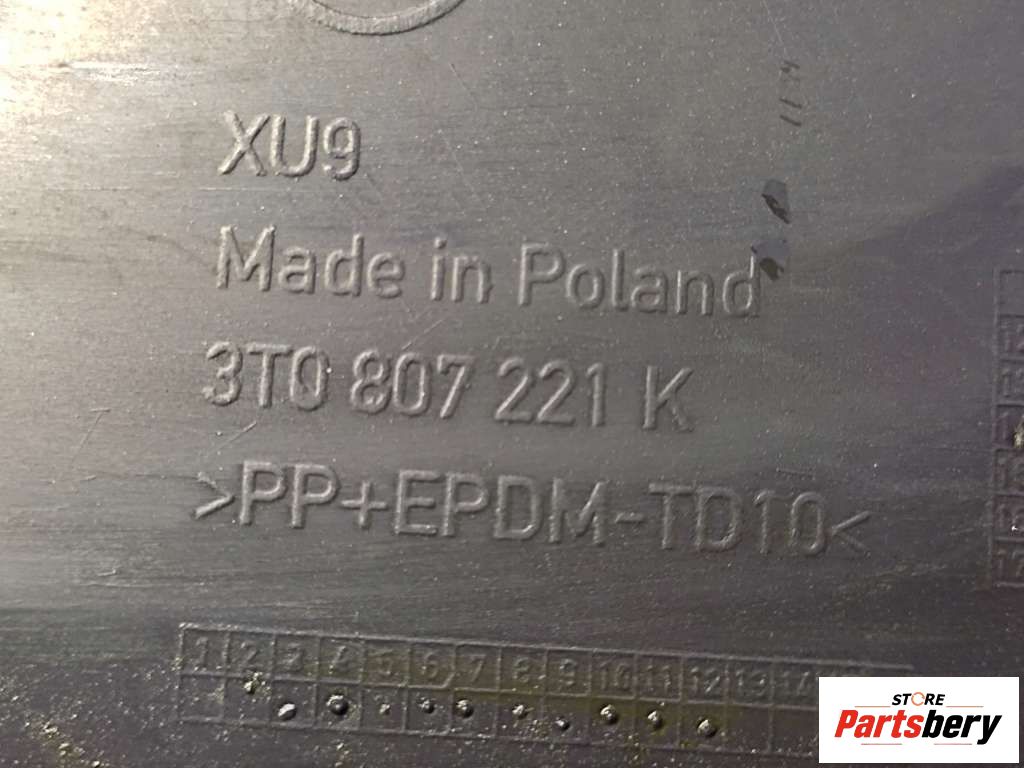 XU9
Made in Poland
3T0 807 221 K
>PP+EPDM-TD10<
1 2 3 4 5 6 7 8 9 10 11 12 13 14
STORE
Partsbery